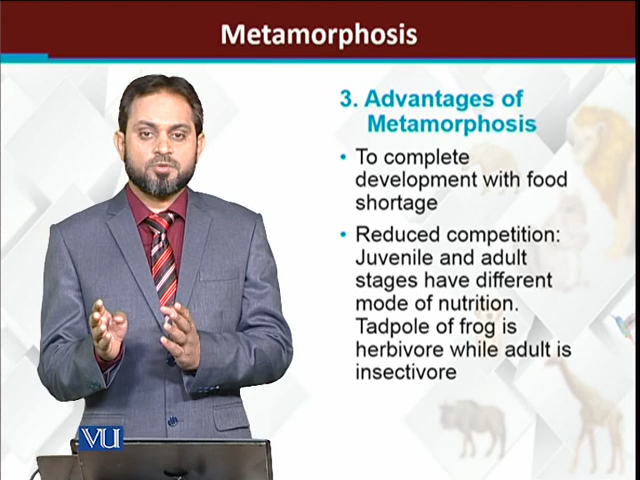 Metamorphosis
3. Advantages of
Metamorphosis
• To complete
development with food
shortage
• Reduced competition:
Juvenile and adult
stages have different
mode of nutrition.
Tadpole of frog is
herbivore while adult is
insectivore
VU